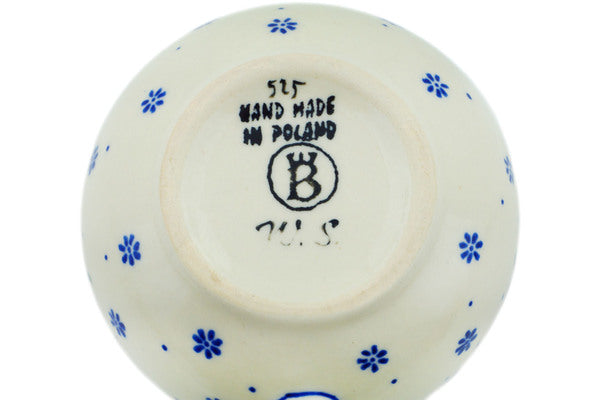 525
HAND MADE
IN POLAND
B
W. S.